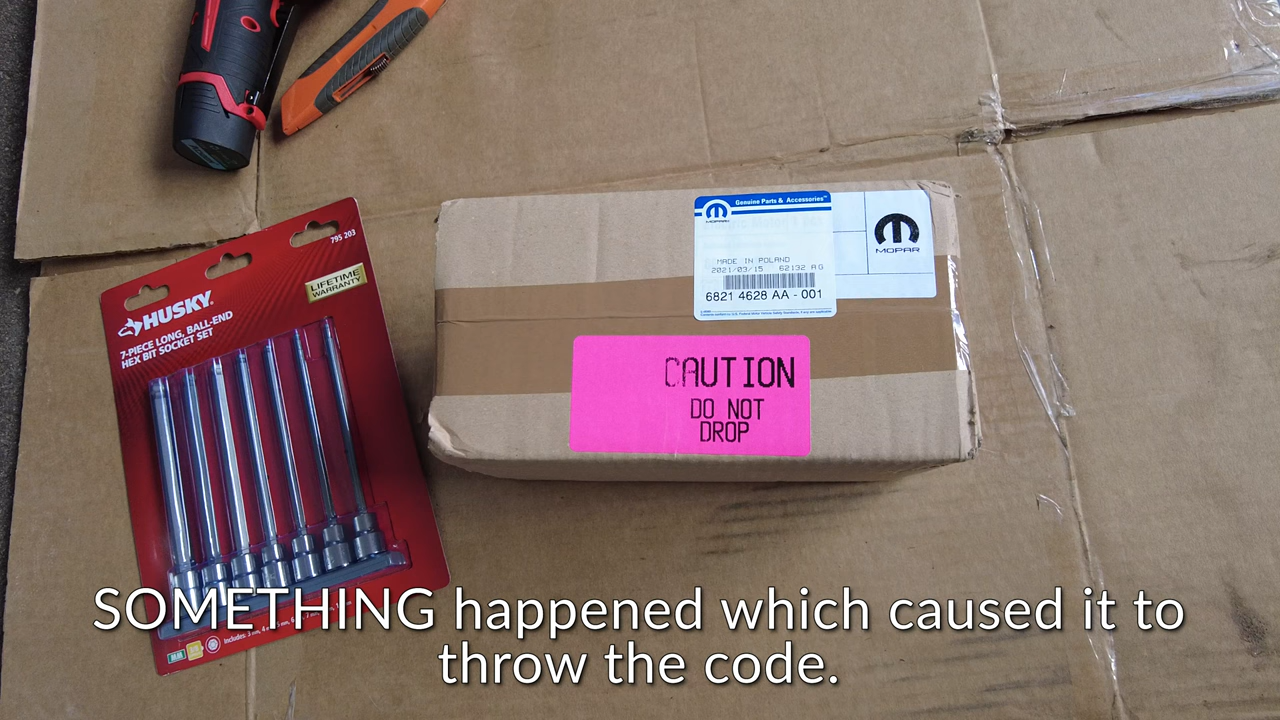 795 203
LIFETIME
WARRANTY
HUSKY
7-PIECE LONG, BALL-END
HEX BIT SOCKET SET
Genuine Parts & Accessories™
MOPAR
MADE IN POLAND
2021/03/15 62132 AG
6821 4628 AA - 001
MOPAR
CAUTION
DO NOT
DROP
SOMETHING happened which caused it to
throw the code.